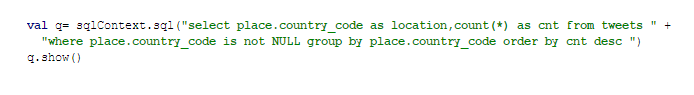 val q= sqlContext.sql("select place.country_code as location,count(*) as cnt from tweets " +
"where place.country_code is not NULL group by place.country_code order by cnt desc ")
q.show()